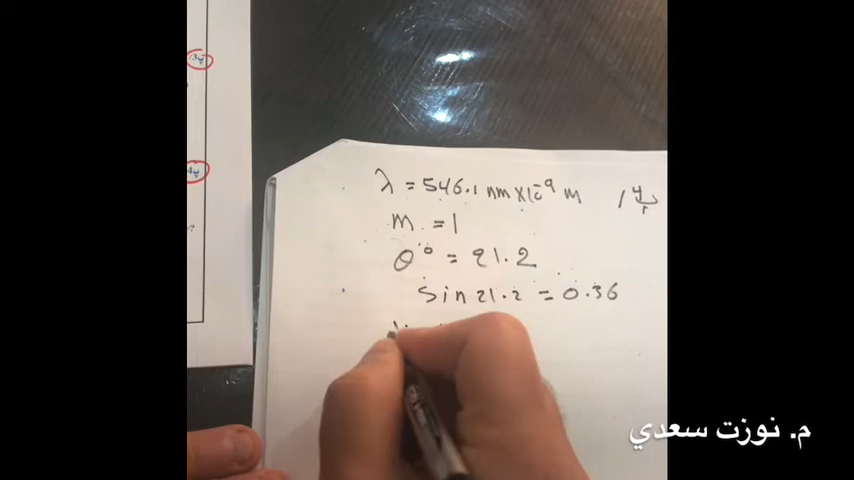 λ = 546.1 nm x10⁻⁹ m
m = 1
θ° = 21.2
Sin 21.2 = 0.36
م. نوزت سعدي